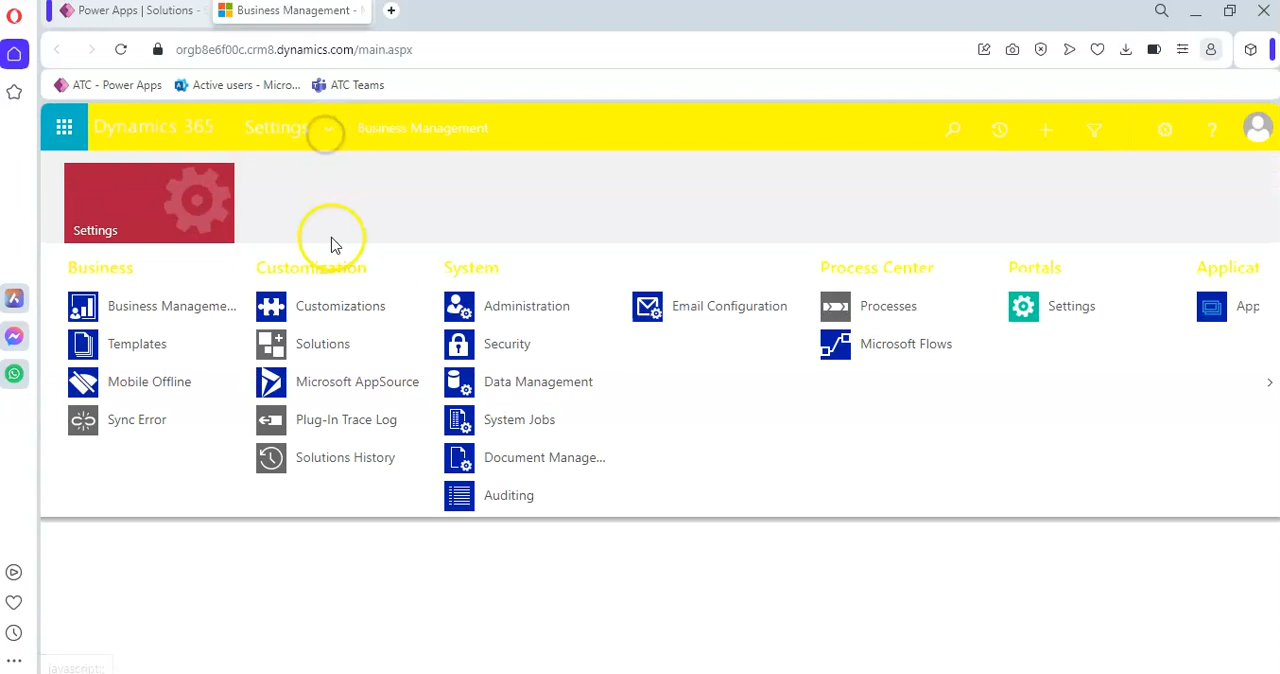 Power Apps | Solutions -
Business Management -
orgb8e6f00c.crm8.dynamics.com/main.aspx
ATC - Power Apps
Active users - Micro...
ATC Teams
Dynamics 365
Settings
Business Management
Settings
Business
Customization
System
Process Center
Portals
Applicat
Business Manageme...
Customizations
Administration
Email Configuration
Processes
Settings
App
Templates
Solutions
Security
Microsoft Flows
Mobile Offline
Microsoft AppSource
Data Management
Sync Error
Plug-In Trace Log
System Jobs
Solutions History
Document Manage...
Auditing
javascript:;